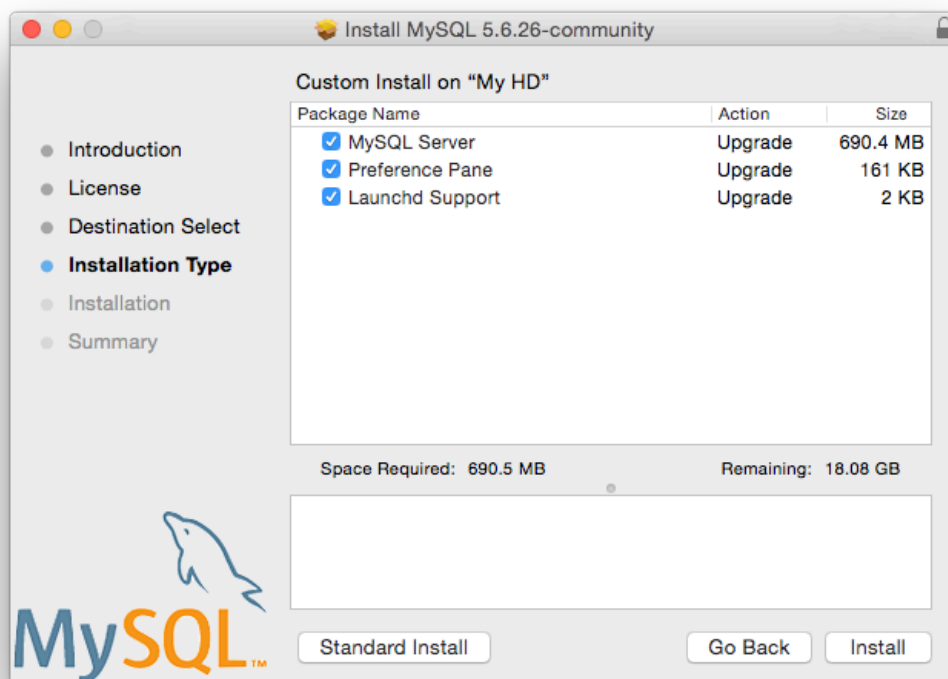 Install MySQL 5.6.26-community
Custom Install on “My HD”
Package Name Action Size
MySQL Server Upgrade 690.4 MB
Preference Pane Upgrade 161 KB
Launchd Support Upgrade 2 KB
Introduction
License
Destination Select
Installation Type
Installation
Summary
Space Required: 690.5 MB Remaining: 18.08 GB
MySQL™
Standard Install Go Back Install